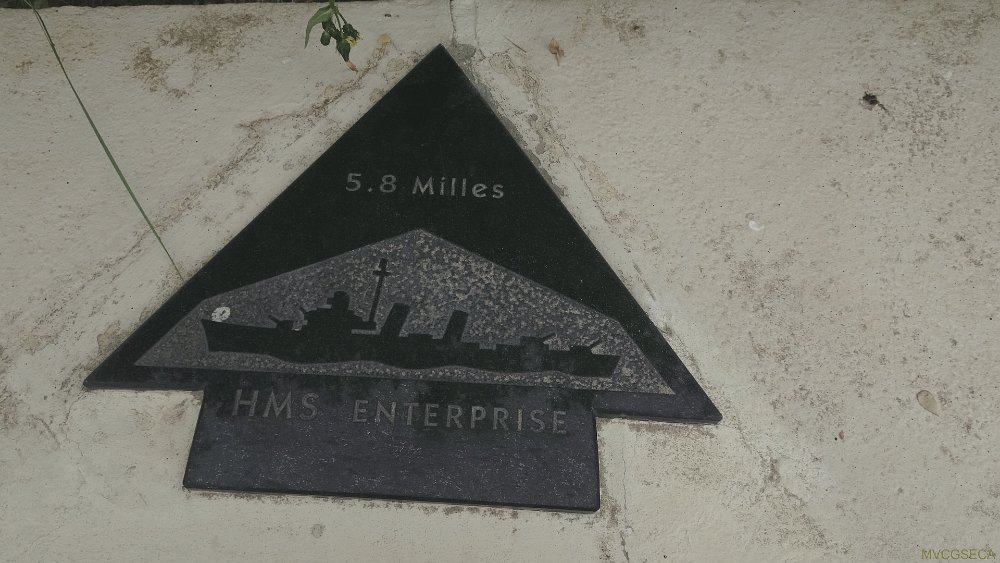 5.8 Milles
HMS ENTERPRISE
MVCGSECA